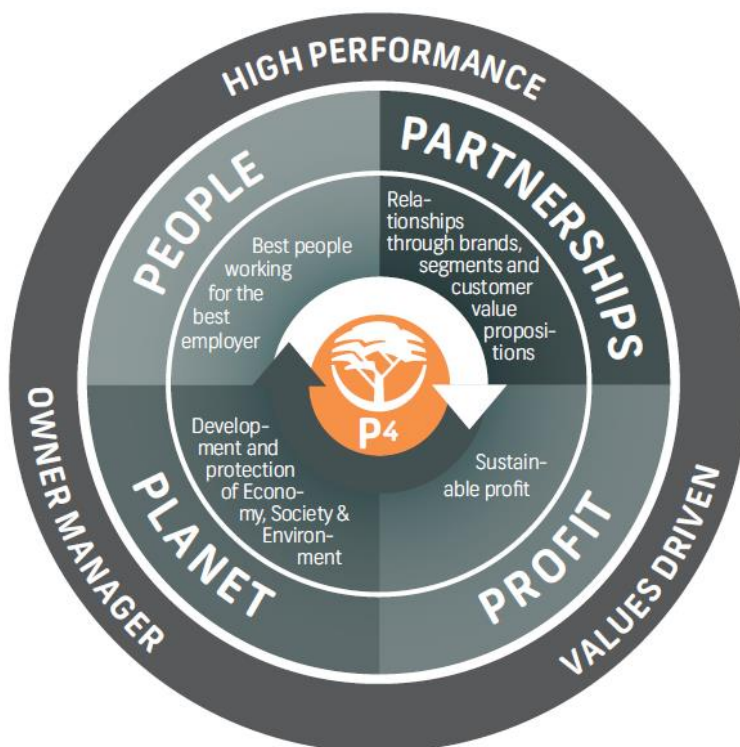 HIGH PERFORMANCE
PEOPLE
Best people
working
for the
best
employer
PARTNERSHIPS
Rela-
tionships
through brands,
segments and
customer
value
proposi-
tions
P4
PLANET
Develop-
ment and
protection
of Econo-
my, Society &
Environ-
ment
PROFIT
Sustain-
able profit
OWNER MANAGER
VALUES DRIVEN